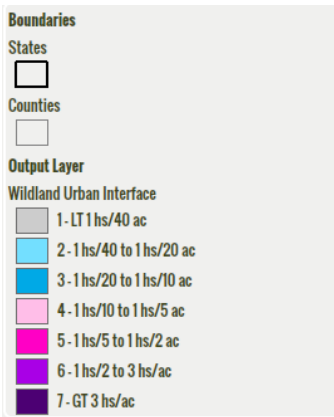 Boundaries
States
Counties
Output Layer
Wildland Urban Interface
1 - LT 1 hs/40 ac
2 - 1 hs/40 to 1 hs/20 ac
3 - 1 hs/20 to 1 hs/10 ac
4 - 1 hs/10 to 1 hs/5 ac
5 - 1 hs/5 to 1 hs/2 ac
6 - 1 hs/2 to 3 hs/ac
7 - GT 3 hs/ac